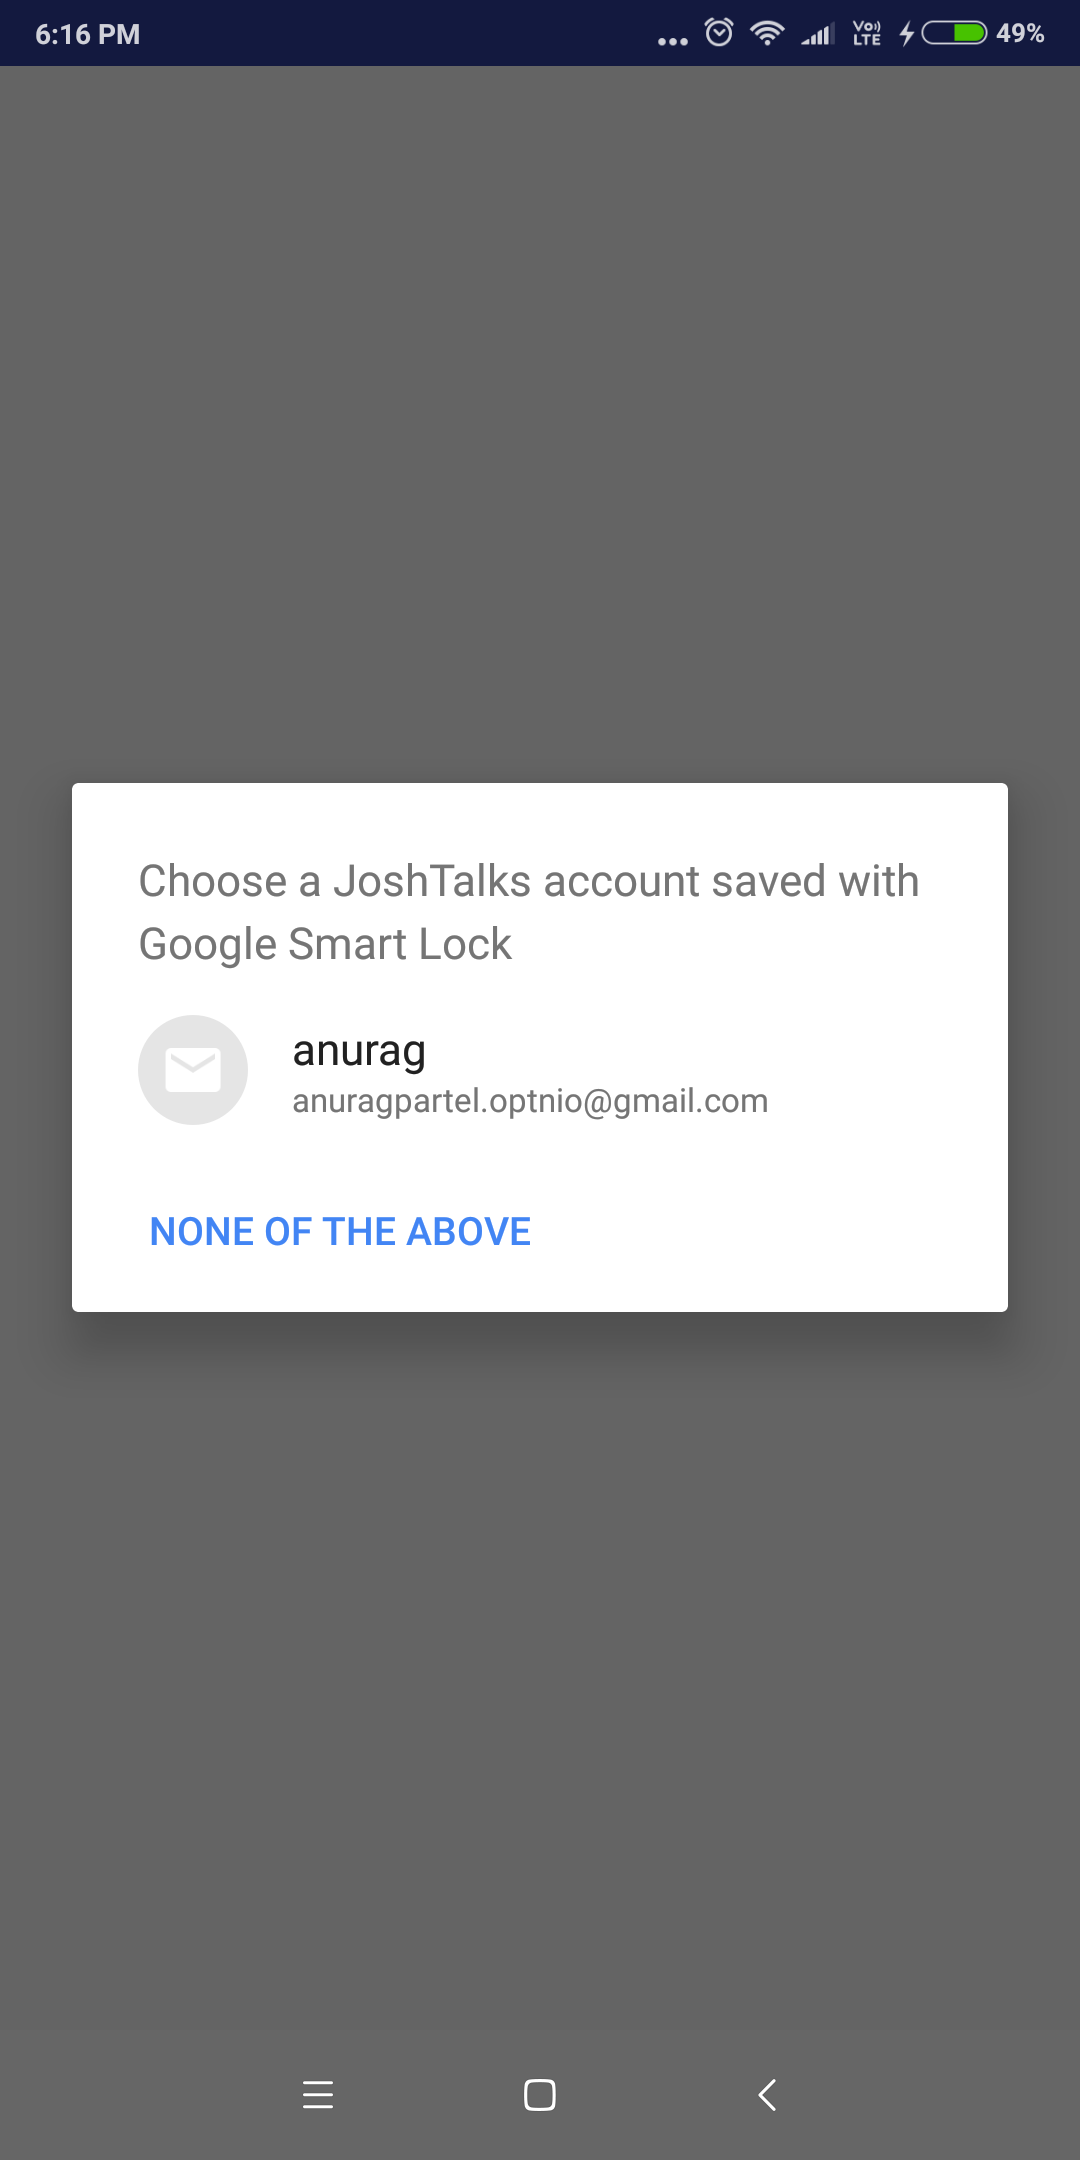 6:16 PM
Vo) LTE
49%
Choose a JoshTalks account saved with
Google Smart Lock
anurag
anuragpartel.optnio@gmail.com
NONE OF THE ABOVE